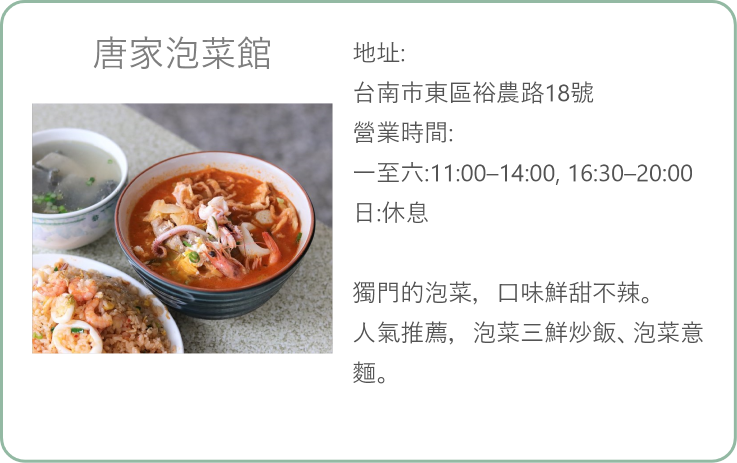 唐家泡菜館
地址:
台南市東區裕農路18號
營業時間:
一至六:11:00–14:00, 16:30–20:00
日:休息
獨門的泡菜，口味鮮甜不辣。
人氣推薦，泡菜三鮮炒飯、泡菜意
麵。